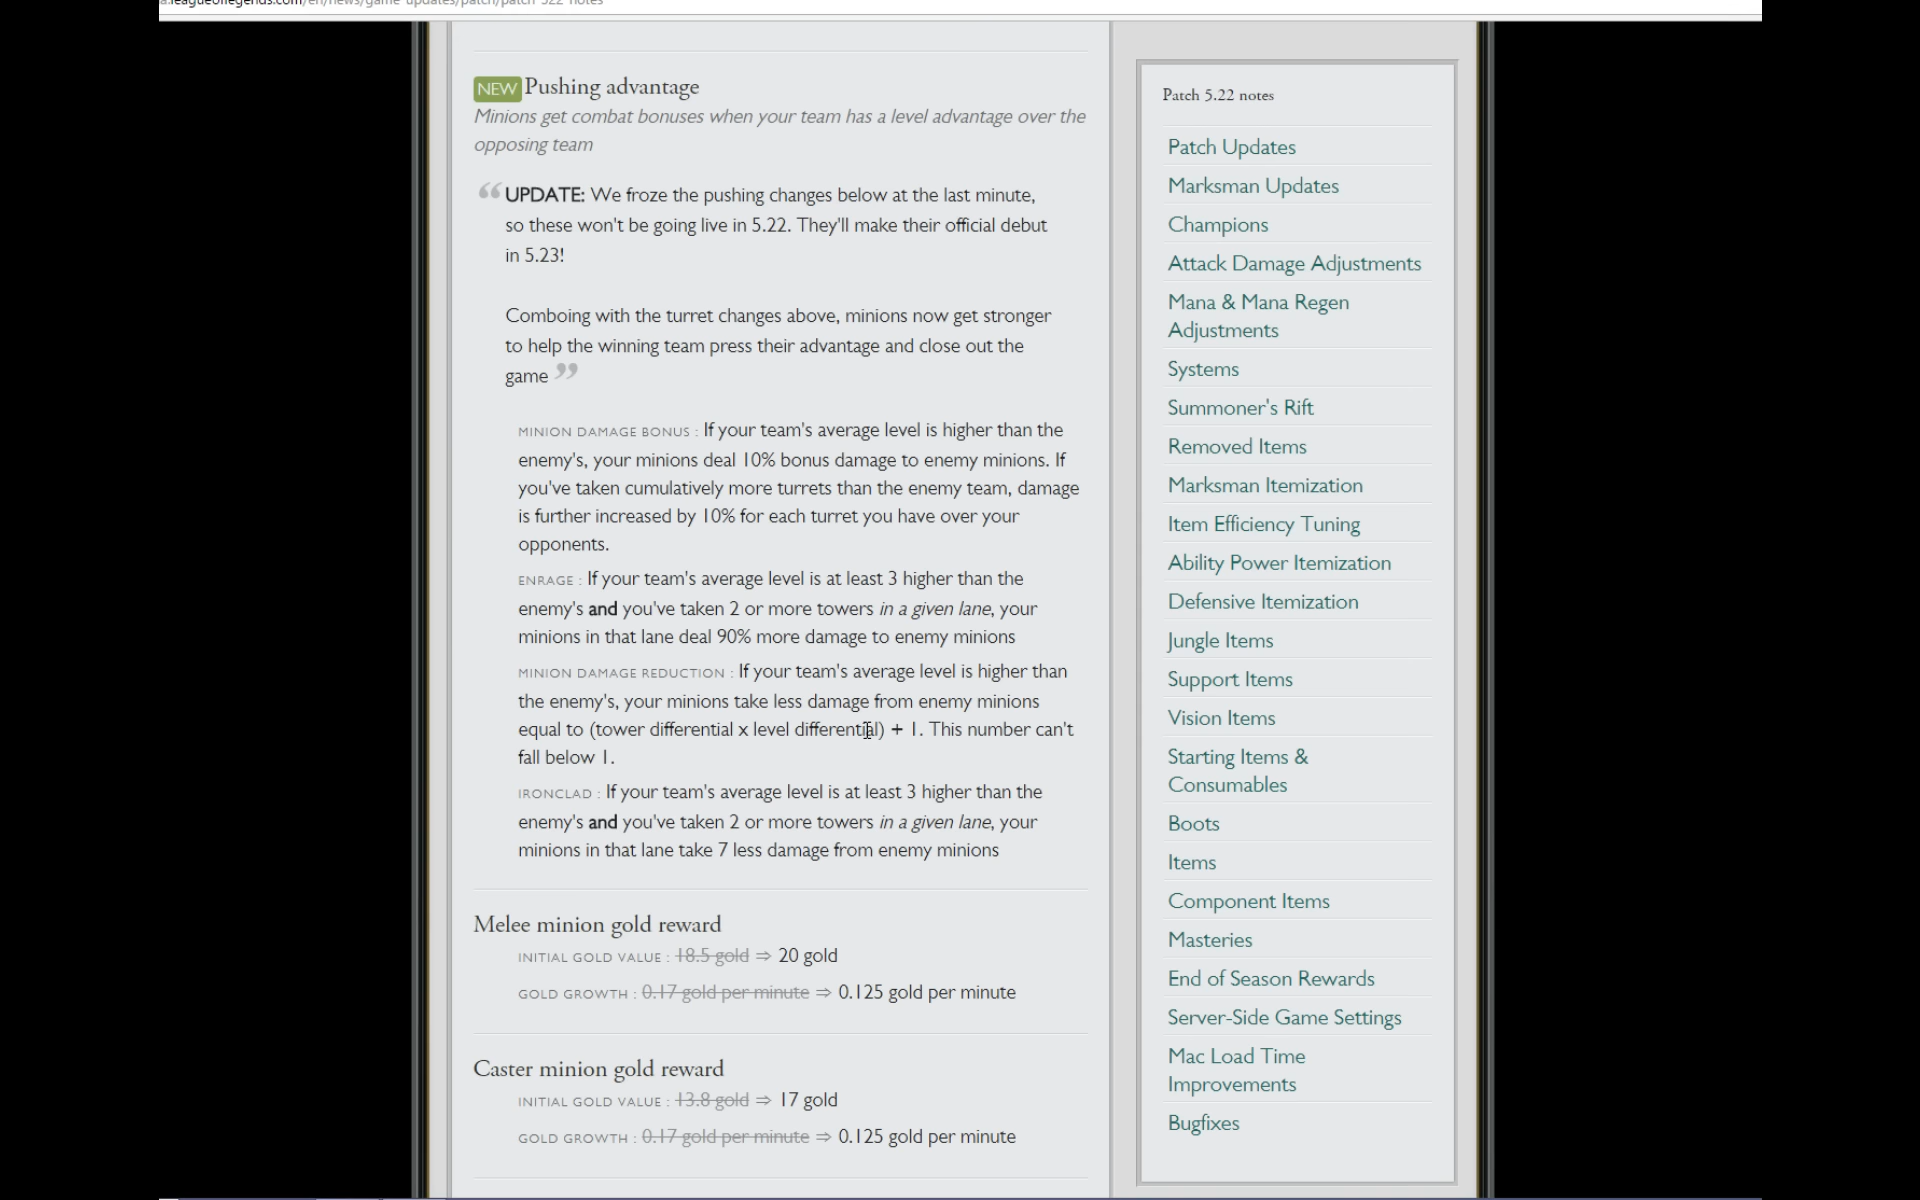 a.leagueoflegends.com/en/news/game-updates/patch/patch-522-notes
NEW Pushing advantage
Minions get combat bonuses when your team has a level advantage over the
opposing team
“ UPDATE: We froze the pushing changes below at the last minute,
so these won't be going live in 5.22. They'll make their official debut
in 5.23!
Comboing with the turret changes above, minions now get stronger
to help the winning team press their advantage and close out the
game ”
MINION DAMAGE BONUS : If your team's average level is higher than the
enemy's, your minions deal 10% bonus damage to enemy minions. If
you've taken cumulatively more turrets than the enemy team, damage
is further increased by 10% for each turret you have over your
opponents.
ENRAGE : If your team's average level is at least 3 higher than the
enemy's and you've taken 2 or more towers in a given lane, your
minions in that lane deal 90% more damage to enemy minions
MINION DAMAGE REDUCTION : If your team's average level is higher than
the enemy's, your minions take less damage from enemy minions
equal to (tower differential x level differential) + 1. This number can't
fall below 1.
IRONCLAD : If your team's average level is at least 3 higher than the
enemy's and you've taken 2 or more towers in a given lane, your
minions in that lane take 7 less damage from enemy minions
Melee minion gold reward
INITIAL GOLD VALUE : 18.5 gold ⇒ 20 gold
GOLD GROWTH : 0.17 gold per minute ⇒ 0.125 gold per minute
Caster minion gold reward
INITIAL GOLD VALUE : 13.8 gold ⇒ 17 gold
GOLD GROWTH : 0.17 gold per minute ⇒ 0.125 gold per minute
Patch 5.22 notes
Patch Updates
Marksman Updates
Champions
Attack Damage Adjustments
Mana & Mana Regen
Adjustments
Systems
Summoner's Rift
Removed Items
Marksman Itemization
Item Efficiency Tuning
Ability Power Itemization
Defensive Itemization
Jungle Items
Support Items
Vision Items
Starting Items &
Consumables
Boots
Items
Component Items
Masteries
End of Season Rewards
Server-Side Game Settings
Mac Load Time
Improvements
Bugfixes